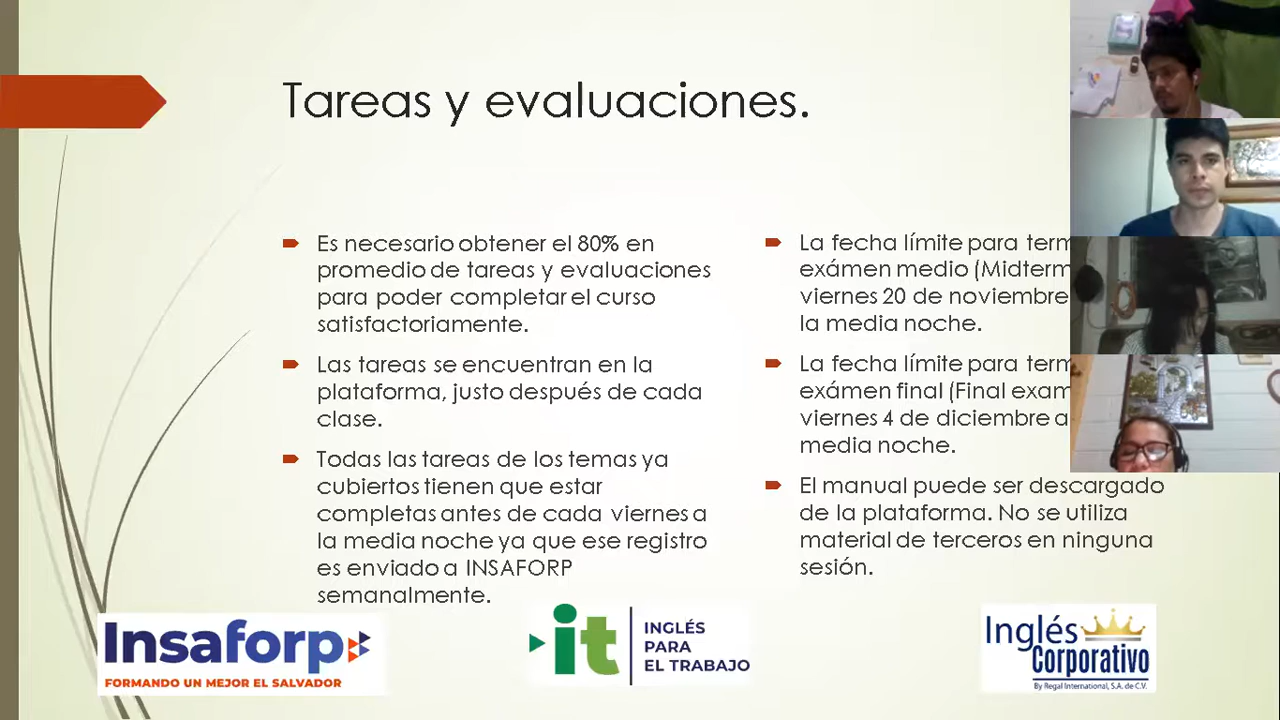 Tareas y evaluaciones.
Es necesario obtener el 80% en
promedio de tareas y evaluaciones
para poder completar el curso
satisfactoriamente.
Las tareas se encuentran en la
plataforma, justo después de cada
clase.
Todas las tareas de los temas ya
cubiertos tienen que estar
completas antes de cada viernes a
la media noche ya que ese registro
es enviado a INSAFORP
semanalmente.
La fecha límite para
exámen medio (Midterm
viernes 20 de noviembre
la media noche.
La fecha límite para
exámen final (Final exam
viernes 4 de diciembre a
media noche.
El manual puede ser descargado
de la plataforma. No se utiliza
material de terceros en ninguna
sesión.
Insaforp
FORMANDO UN MEJOR EL SALVADOR
it
INGLÉS
PARA
EL TRABAJO
Inglés
Corporativo
By Regal International, S.A. de C.V.